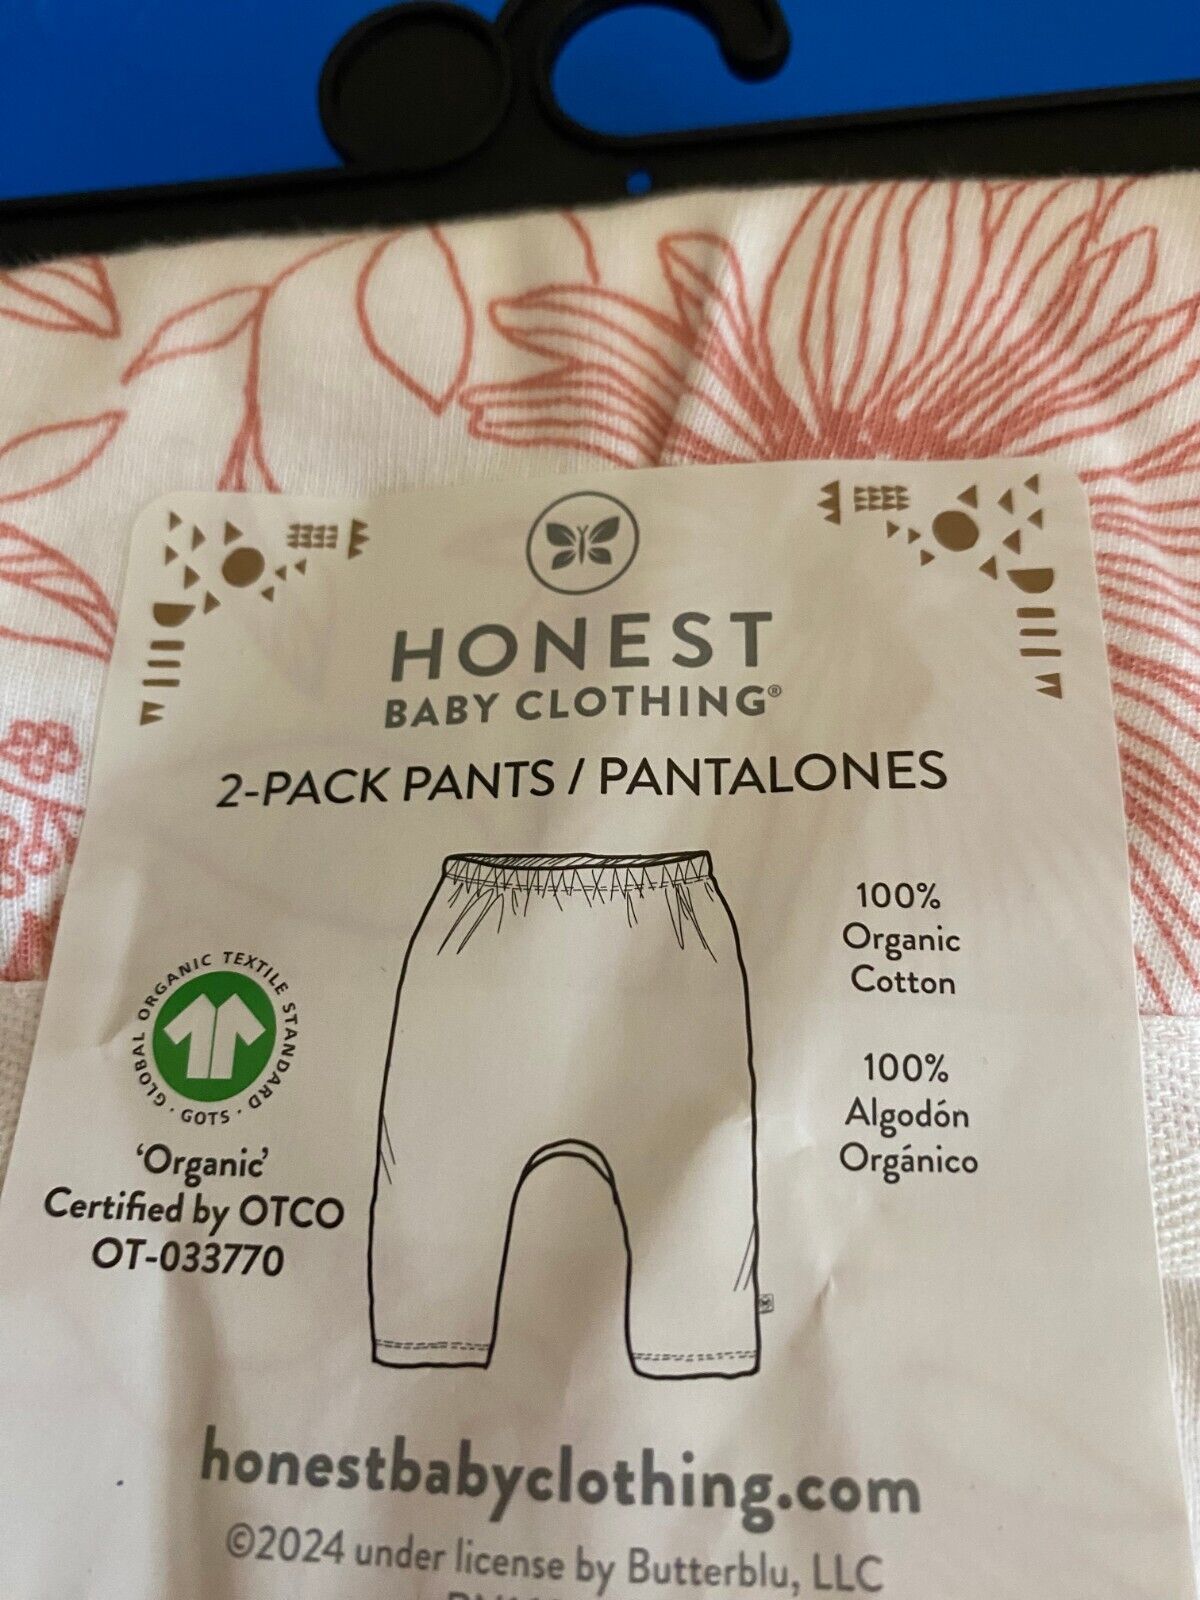 HONEST
BABY CLOTHING®
2-PACK PANTS / PANTALONES
100%
Organic
Cotton
100%
Algodón
Orgánico
GLOBAL ORGANIC TEXTILE STANDARD · GOTS ·
‘Organic’
Certified by OTCO
OT-033770
honestbabyclothing.com
©2024 under license by Butterblu, LLC